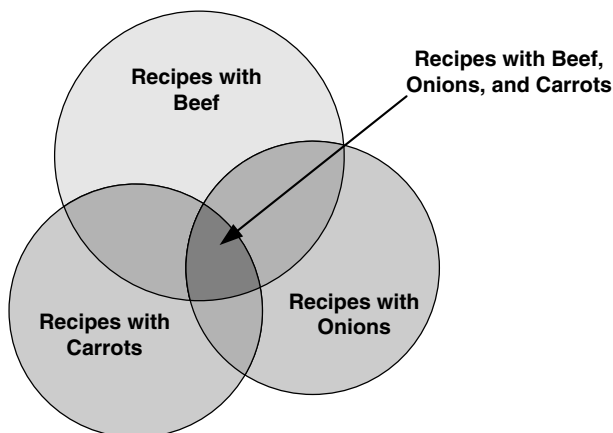 Recipes with
Beef
Recipes with Beef,
Onions, and Carrots
Recipes with
Carrots
Recipes with
Onions